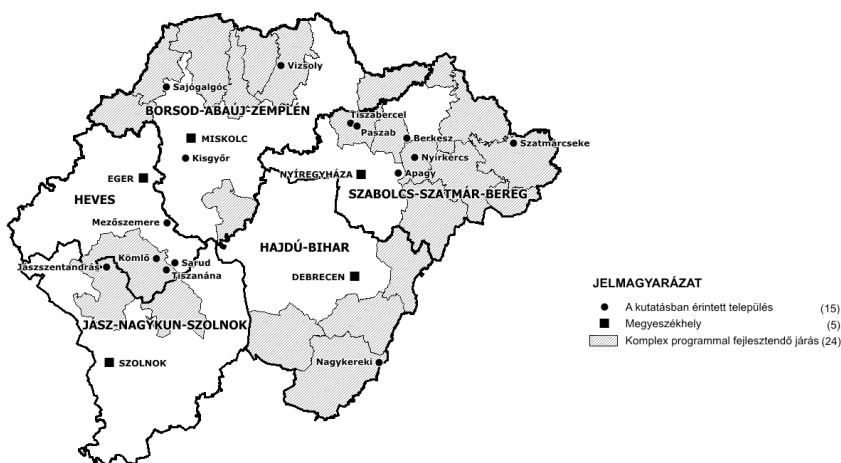 Vizsoly
Sajógalgóc
BORSOD-ABAÚJ-ZEMPLÉN
Tiszabercel
Paszab
MISKOLC
Berkesz
Szatmárcseke
Kisgyőr
Nyírkércs
EGER
NYÍREGYHÁZA
Apagy
HEVES
SZABOLCS-SZATMÁR-BEREG
Mezőszemere
HAJDÚ-BIHAR
Kömlő
Sarud
Jászszentandrás
Tiszanána
DEBRECEN
JÁSZ-NAGYKUN-SZOLNOK
SZOLNOK
Nagykereki
JELMAGYARÁZAT
A kutatásban érintett település (15)
Megyeszékhely (5)
Komplex programmal fejlesztendő járás (24)